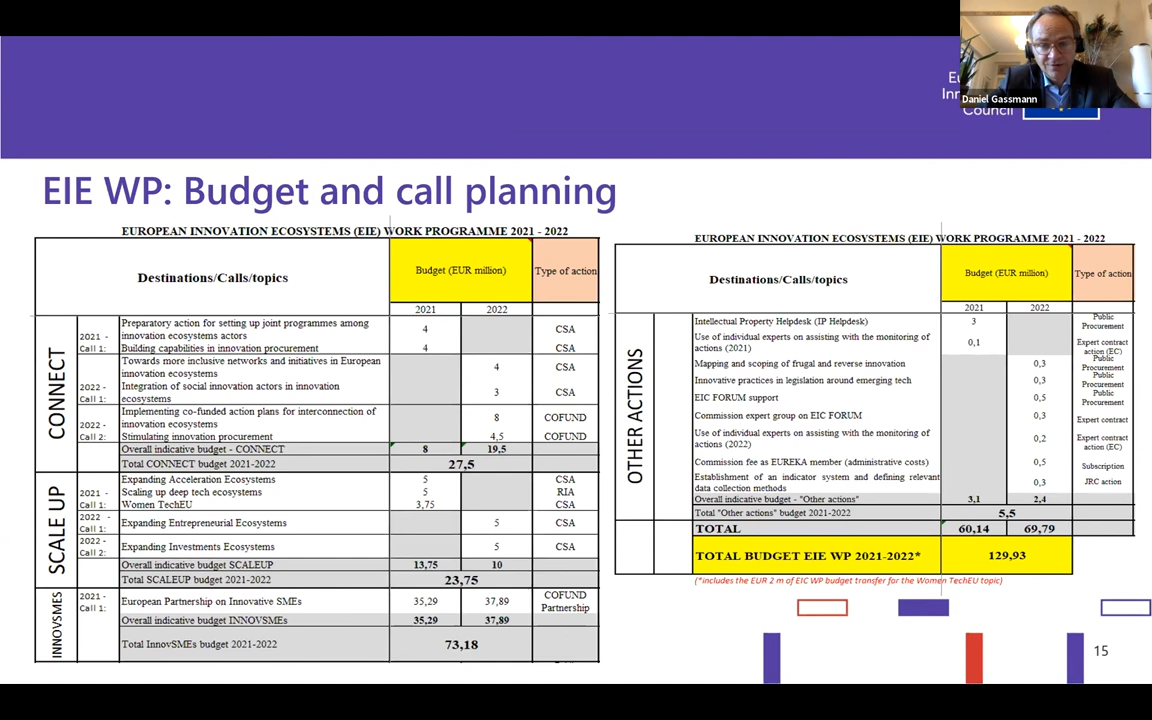 Eu
Inn
Council
Daniel Gassmann
EIE WP: Budget and call planning
EUROPEAN INNOVATION ECOSYSTEMS (EIE) WORK PROGRAMME 2021 - 2022
Destinations/Calls/topics
Budget (EUR million)
Type of action
2021
2022
CONNECT
2021 -
Call 1:
Preparatory action for setting up joint programmes among
innovation ecosystems actors
4
CSA
Building capabilities in innovation procurement
4
CSA
2022 -
Call 1:
Towards more inclusive networks and initiatives in European
innovation ecosystems
4
CSA
Integration of social innovation actors in innovation
ecosystems
3
CSA
2022 -
Call 2:
Implementing co-funded action plans for interconnection of
innovation ecosystems
8
COFUND
Stimulating innovation procurement
4,5
COFUND
Overall indicative budget - CONNECT
8
19,5
Total CONNECT budget 2021-2022
27,5
SCALE UP
2021 -
Call 1:
Expanding Acceleration Ecosystems
5
CSA
Scaling up deep tech ecosystems
5
RIA
Women TechEU
3,75
CSA
2022 -
Call 1:
Expanding Entrepreneurial Ecosystems
5
CSA
2022 -
Call 2:
Expanding Investments Ecosystems
5
CSA
Overall indicative budget SCALEUP
13,75
10
Total SCALEUP budget 2021-2022
23,75
INNOVSMES
2021 -
Call 1:
European Partnership on Innovative SMEs
35,29
37,89
COFUND
Partnership
Overall indicative budget INNOVSMEs
35,29
37,89
Total InnovSMEs budget 2021-2022
73,18
EUROPEAN INNOVATION ECOSYSTEMS (EIE) WORK PROGRAMME 2021 - 2022
Destinations/Calls/topics
Budget (EUR million)
Type of action
2021
2022
OTHER ACTIONS
Intellectual Property Helpdesk (IP Helpdesk)
3
Public
Procurement
Use of individual experts on assisting with the monitoring of
actions (2021)
0,1
Expert contract
action (EC)
Mapping and scoping of frugal and reverse innovation
0,3
Public
Procurement
Innovative practices in legislation around emerging tech
0,3
Public
Procurement
EIC FORUM support
0,5
Public
Procurement
Commission expert group on EIC FORUM
0,3
Expert contract
Use of individual experts on assisting with the monitoring of
actions (2022)
0,2
Expert contract
action (EC)
Commission fee as EUREKA member (administrative costs)
0,5
Subscription
Establishment of an indicator system and defining relevant
data collection methods
0,3
JRC action
Overall indicative budget - "Other actions"
3,1
2,4
Total "Other actions" budget 2021-2022
5,5
TOTAL
60,14
69,79
TOTAL BUDGET EIE WP 2021-2022*
129,93
(*includes the EUR 2 m of EIC WP budget transfer for the Women TechEU topic)
15